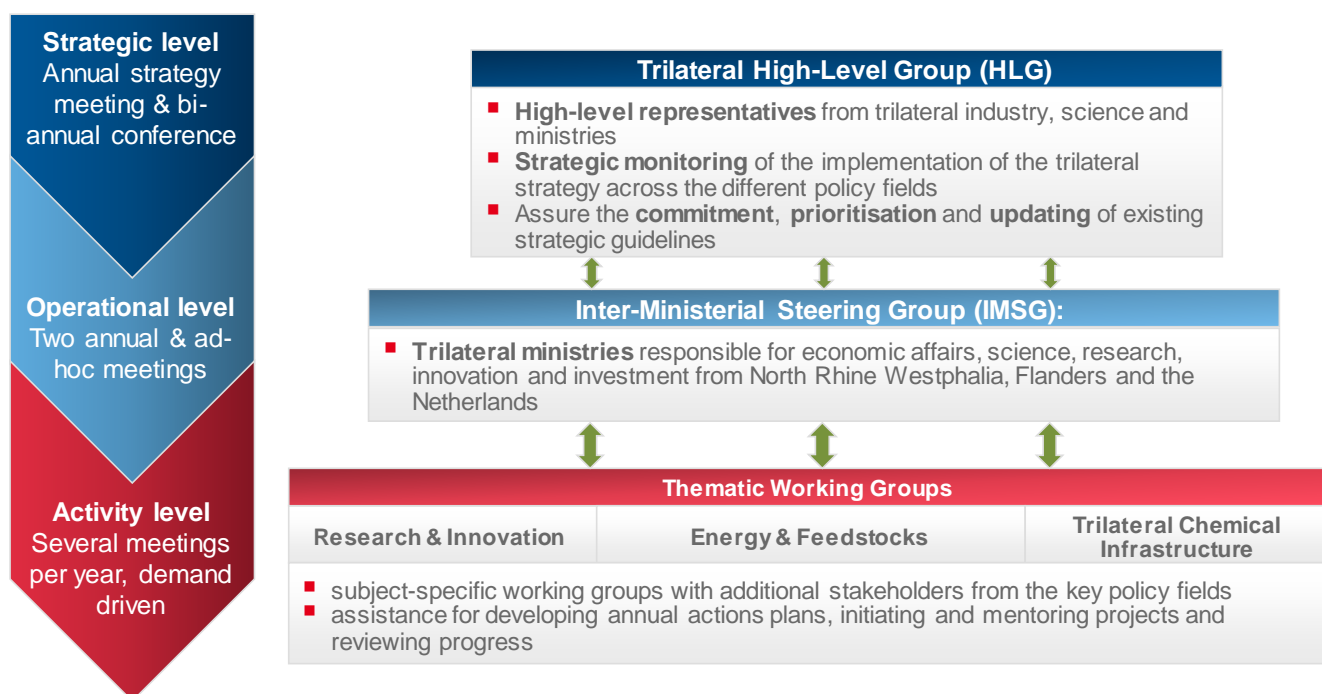 Strategic level
Annual strategy
meeting & bi-
annual conference
Operational level
Two annual & ad-
hoc meetings
Activity level
Several meetings
per year, demand
driven
Trilateral High-Level Group (HLG)
High-level representatives from trilateral industry, science and
ministries
Strategic monitoring of the implementation of the trilateral
strategy across the different policy fields
Assure the commitment, prioritisation and updating of existing
strategic guidelines
Inter-Ministerial Steering Group (IMSG):
Trilateral ministries responsible for economic affairs, science, research,
innovation and investment from North Rhine Westphalia, Flanders and the
Netherlands
Thematic Working Groups
Research & Innovation
Energy & Feedstocks
Trilateral Chemical
Infrastructure
subject-specific working groups with additional stakeholders from the key policy fields
assistance for developing annual actions plans, initiating and mentoring projects and
reviewing progress